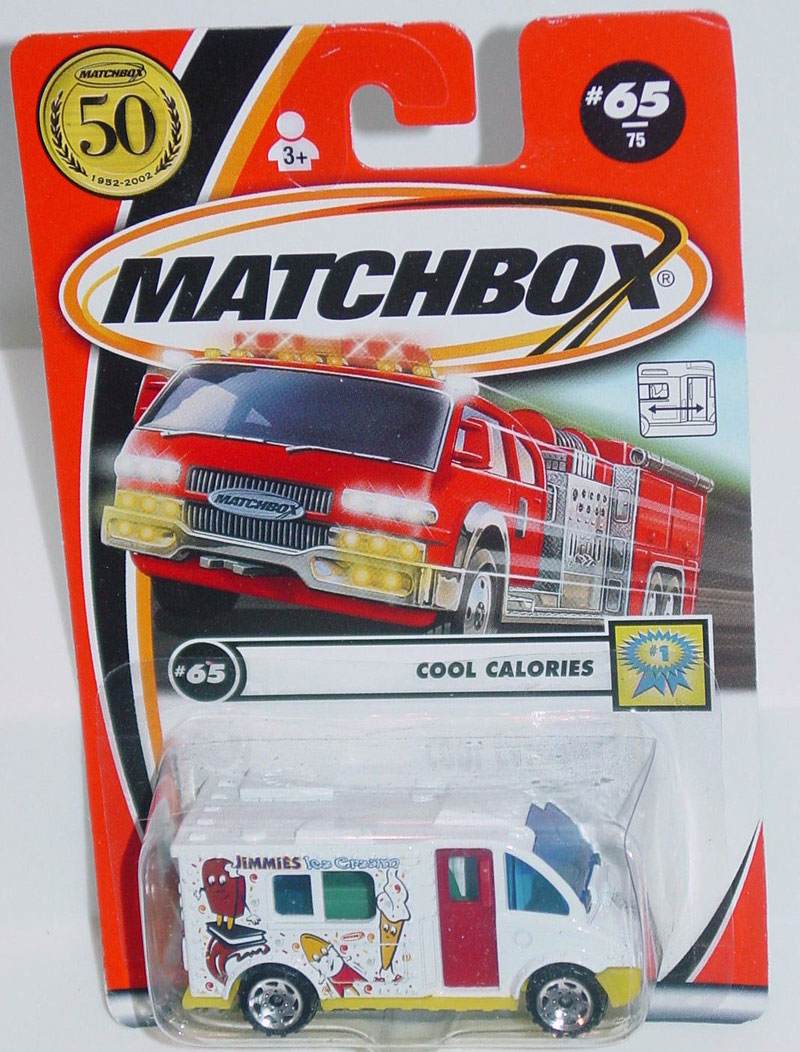 MATCHBOX
50
1952-2002
3+
#65
75
MATCHBOX®
MATCHBOX
#65
COOL CALORIES
#1
JiMMiES Ice Cream